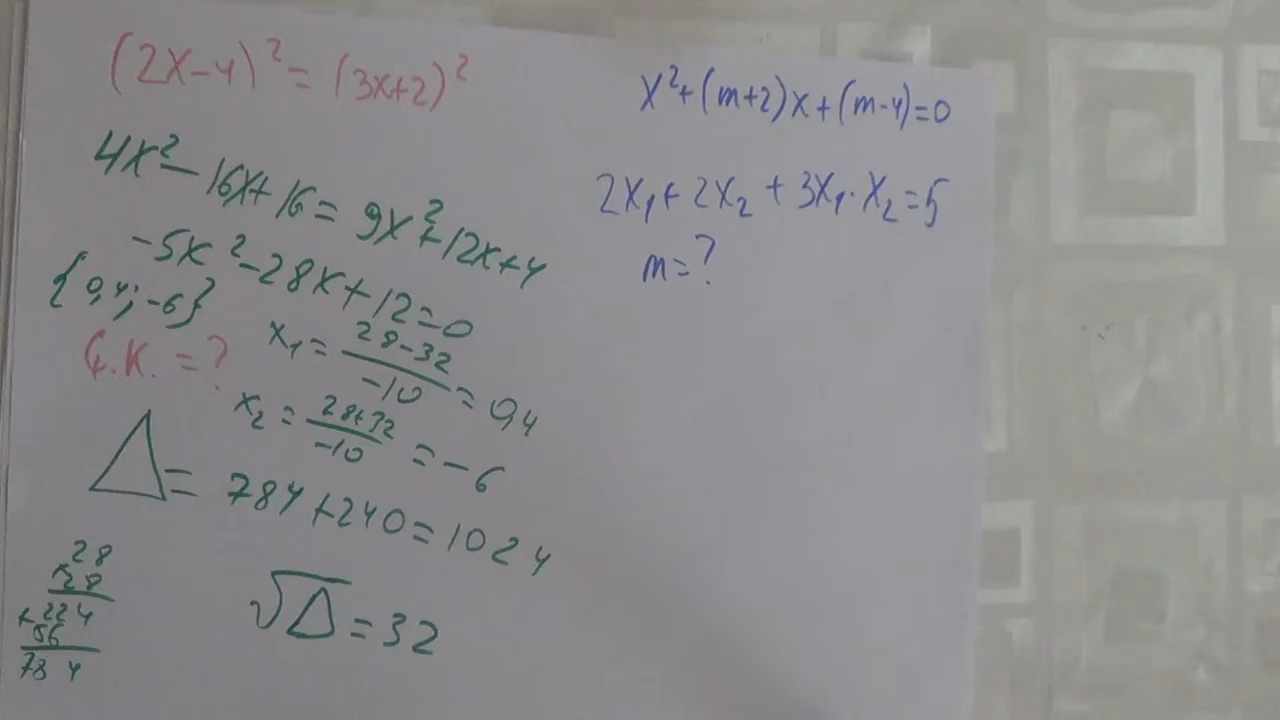 (2x-4)² = (3x+2)²
4x² - 16x + 16 = 9x² + 12x + 4
-5x² - 28x + 12 = 0
{0,4; -6}
x₁ = (28-32)/(-10) = 0,4
Ç.K. = ?
x₂ = (28+32)/(-10) = -6
Δ = 784 + 240 = 1024
28
28
+ 224
56
784
√Δ = 32
x² + (m+2)x + (m-4) = 0
2x₁ + 2x₂ + 3x₁·x₂ = 5
m = ?